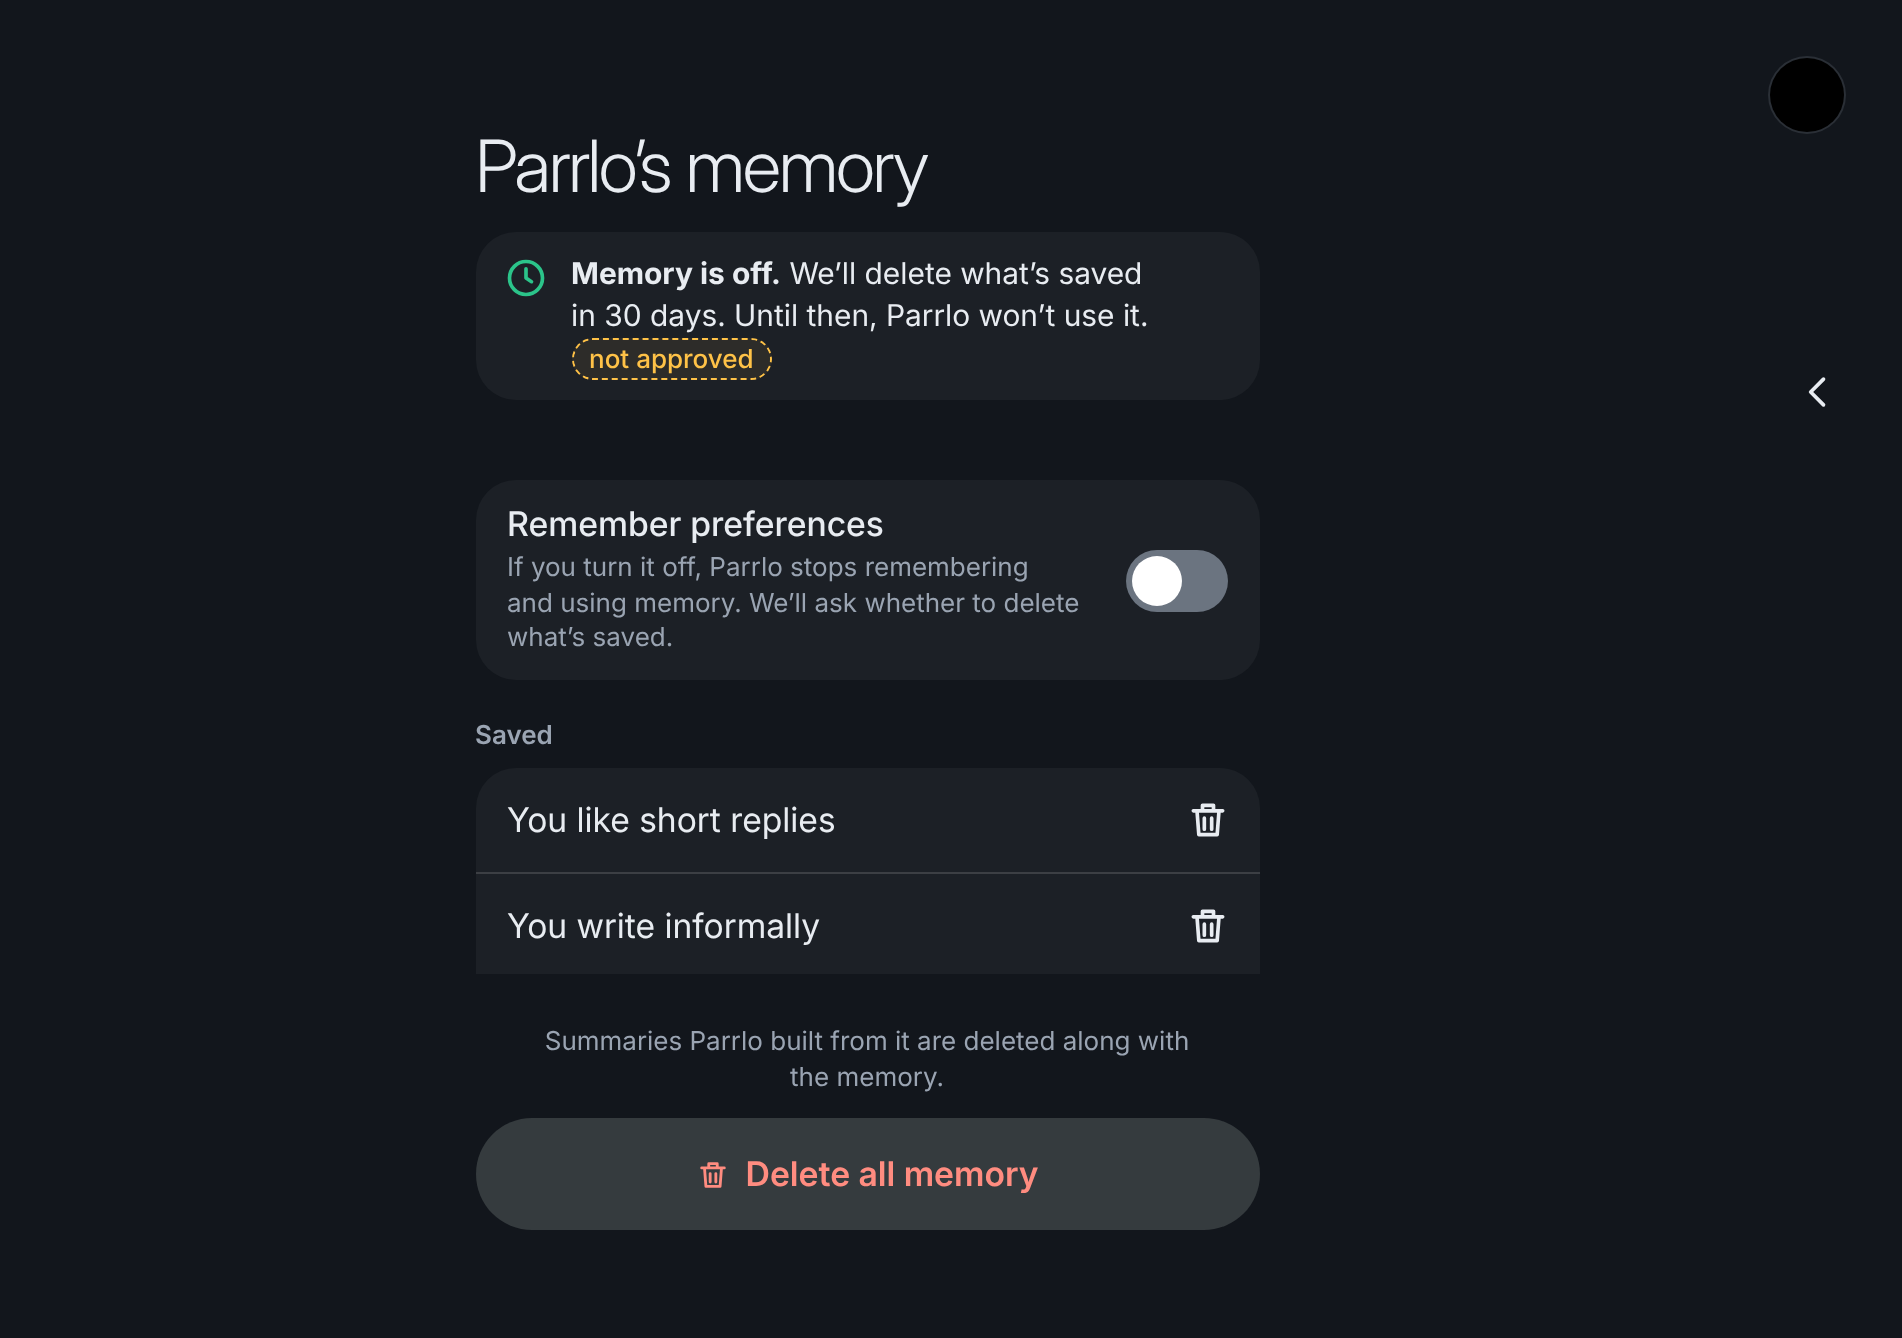 Parrlo’s memory
Memory is off. We’ll delete what’s saved
in 30 days. Until then, Parrlo won’t use it.
not approved
Remember preferences
If you turn it off, Parrlo stops remembering
and using memory. We’ll ask whether to delete
what’s saved.
Saved
You like short replies
You write informally
Summaries Parrlo built from it are deleted along with
the memory.
Delete all memory